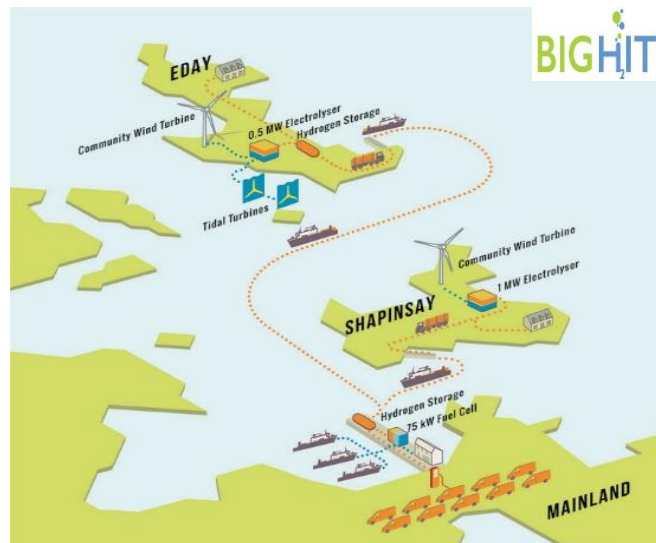 BIGHIT
H2
EDAY
Community Wind Turbine
0.5 MW Electrolyser
Hydrogen Storage
Tidal Turbines
Community Wind Turbine
1 MW Electrolyser
SHAPINSAY
Hydrogen Storage
75 kW Fuel Cell
MAINLAND